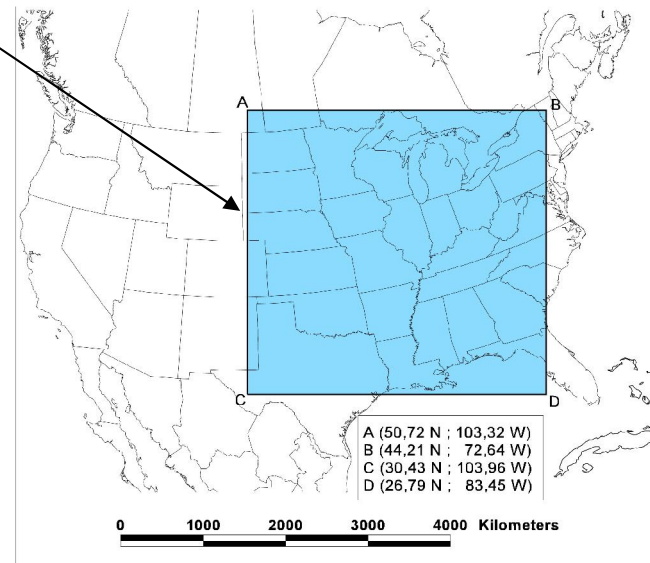 A B
C D
A (50,72 N ; 103,32 W)
B (44,21 N ; 72,64 W)
C (30,43 N ; 103,96 W)
D (26,79 N ; 83,45 W)
0 1000 2000 3000 4000 Kilometers